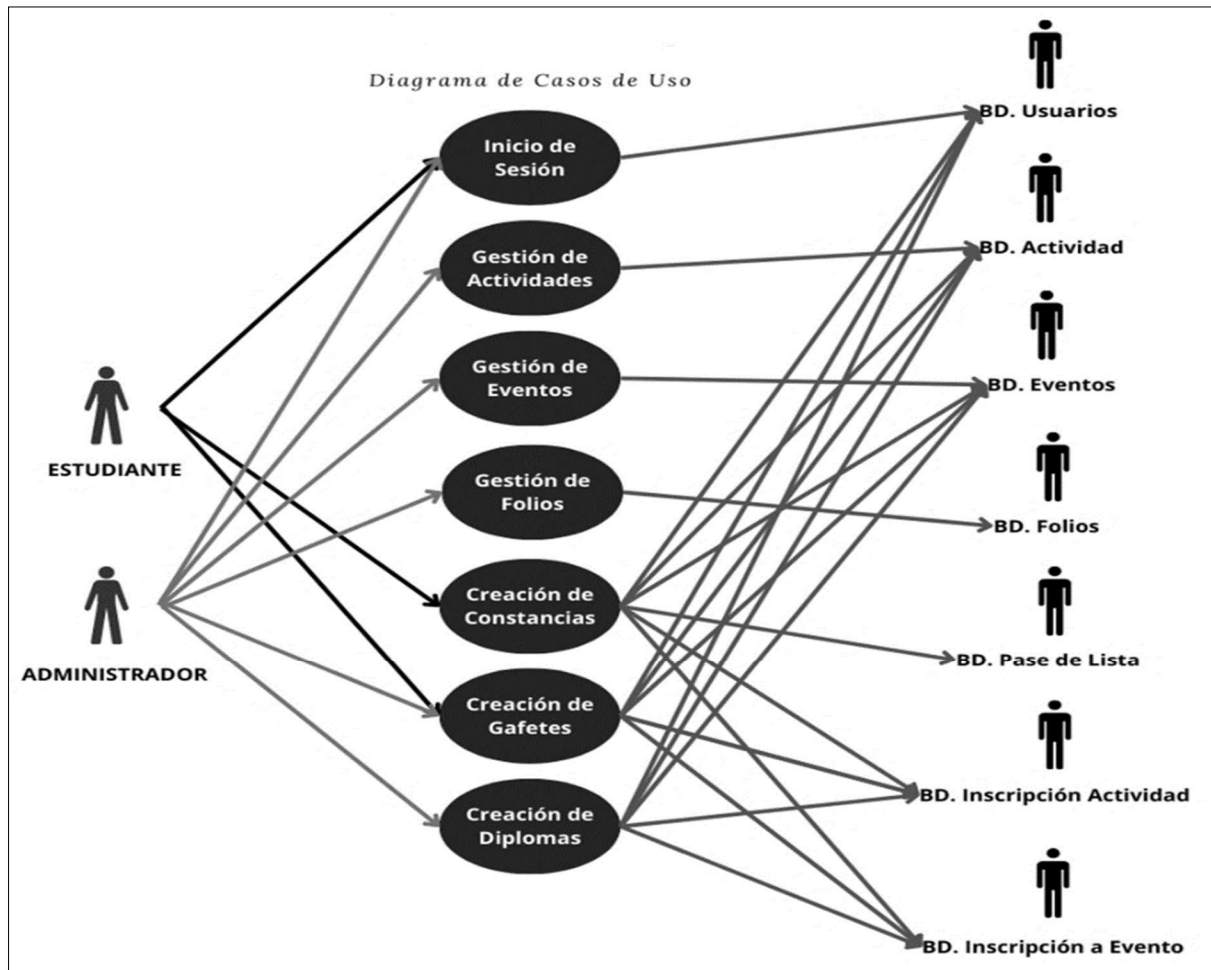 Diagrama de Casos de Uso
Inicio de
Sesión
Gestión de
Actividades
Gestión de
Eventos
Gestión de
Folios
Creación de
Constancias
Creación de
Gafetes
Creación de
Diplomas
ESTUDIANTE
ADMINISTRADOR
BD. Usuarios
BD. Actividad
BD. Eventos
BD. Folios
BD. Pase de Lista
BD. Inscripción Actividad
BD. Inscripción a Evento